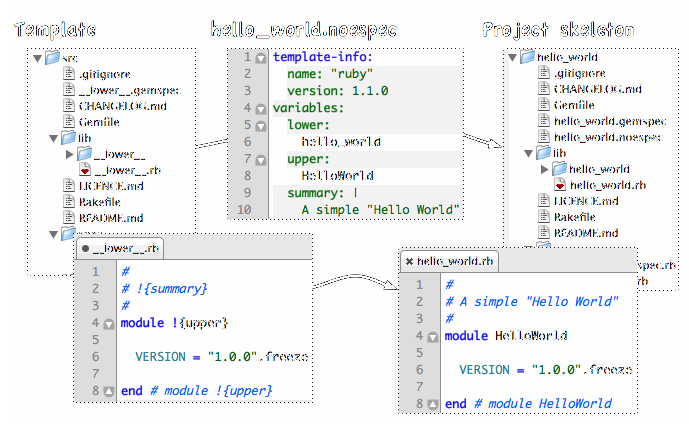 Template
src
.gitignore
__lower__.gemspec
CHANGELOG.md
Gemfile
lib
__lower__
__lower__.rb
LICENCE.md
Rakefile
README.md
hello_world.noespec
1 template-info:
2 name: "ruby"
3 version: 1.1.0
4 variables:
5 lower:
6 hello_world
7 upper:
8 HelloWorld
9 summary: |
10 A simple "Hello World"
Project skeleton
hello_world
.gitignore
CHANGELOG.md
Gemfile
hello_world.gemspec
hello_world.noespec
lib
hello_world
hello_world.rb
LICENCE.md
Rakefile
README.md
spec.rb
.rb
__lower__.rb
1 #
2 # !{summary}
3 #
4 module !{upper}
5
6 VERSION = "1.0.0".freeze
7
8 end # module !{upper}
hello_world.rb
1 #
2 # A simple "Hello World"
3 #
4 module HelloWorld
5
6 VERSION = "1.0.0".freeze
7
8 end # module HelloWorld